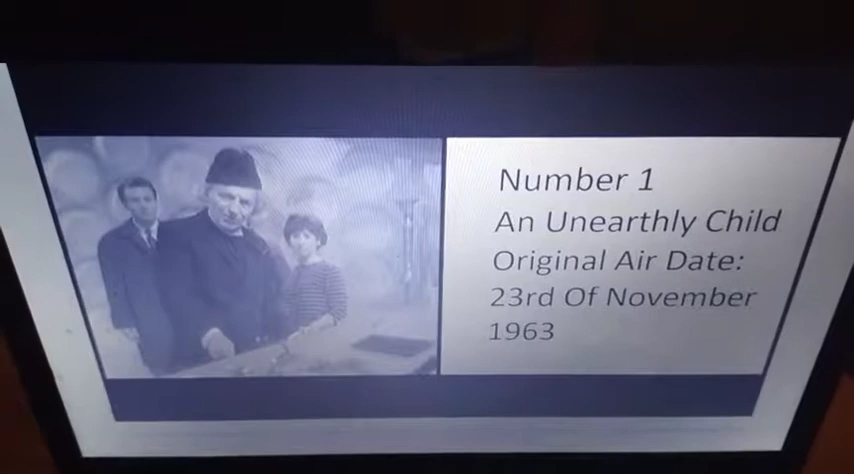 Number 1
An Unearthly Child
Original Air Date:
23rd Of November
1963